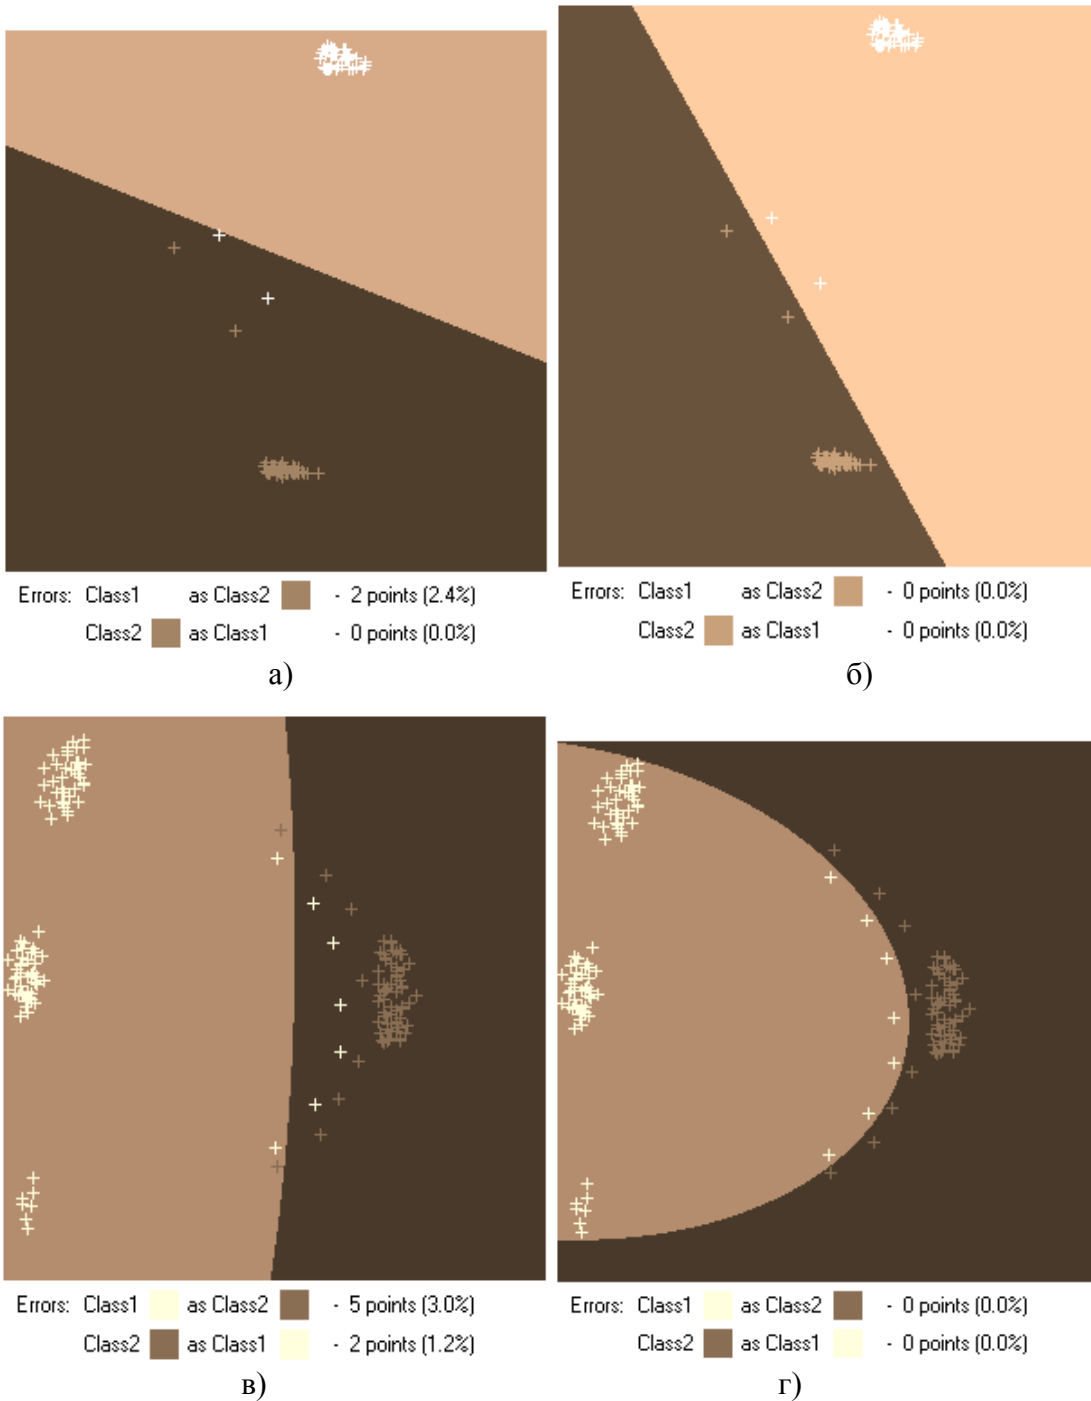 Errors: Class1 as Class2 - 2 points (2.4%)
Class2 as Class1 - 0 points (0.0%)
а)
Errors: Class1 as Class2 - 0 points (0.0%)
Class2 as Class1 - 0 points (0.0%)
б)
Errors: Class1 as Class2 - 5 points (3.0%)
Class2 as Class1 - 2 points (1.2%)
в)
Errors: Class1 as Class2 - 0 points (0.0%)
Class2 as Class1 - 0 points (0.0%)
г)